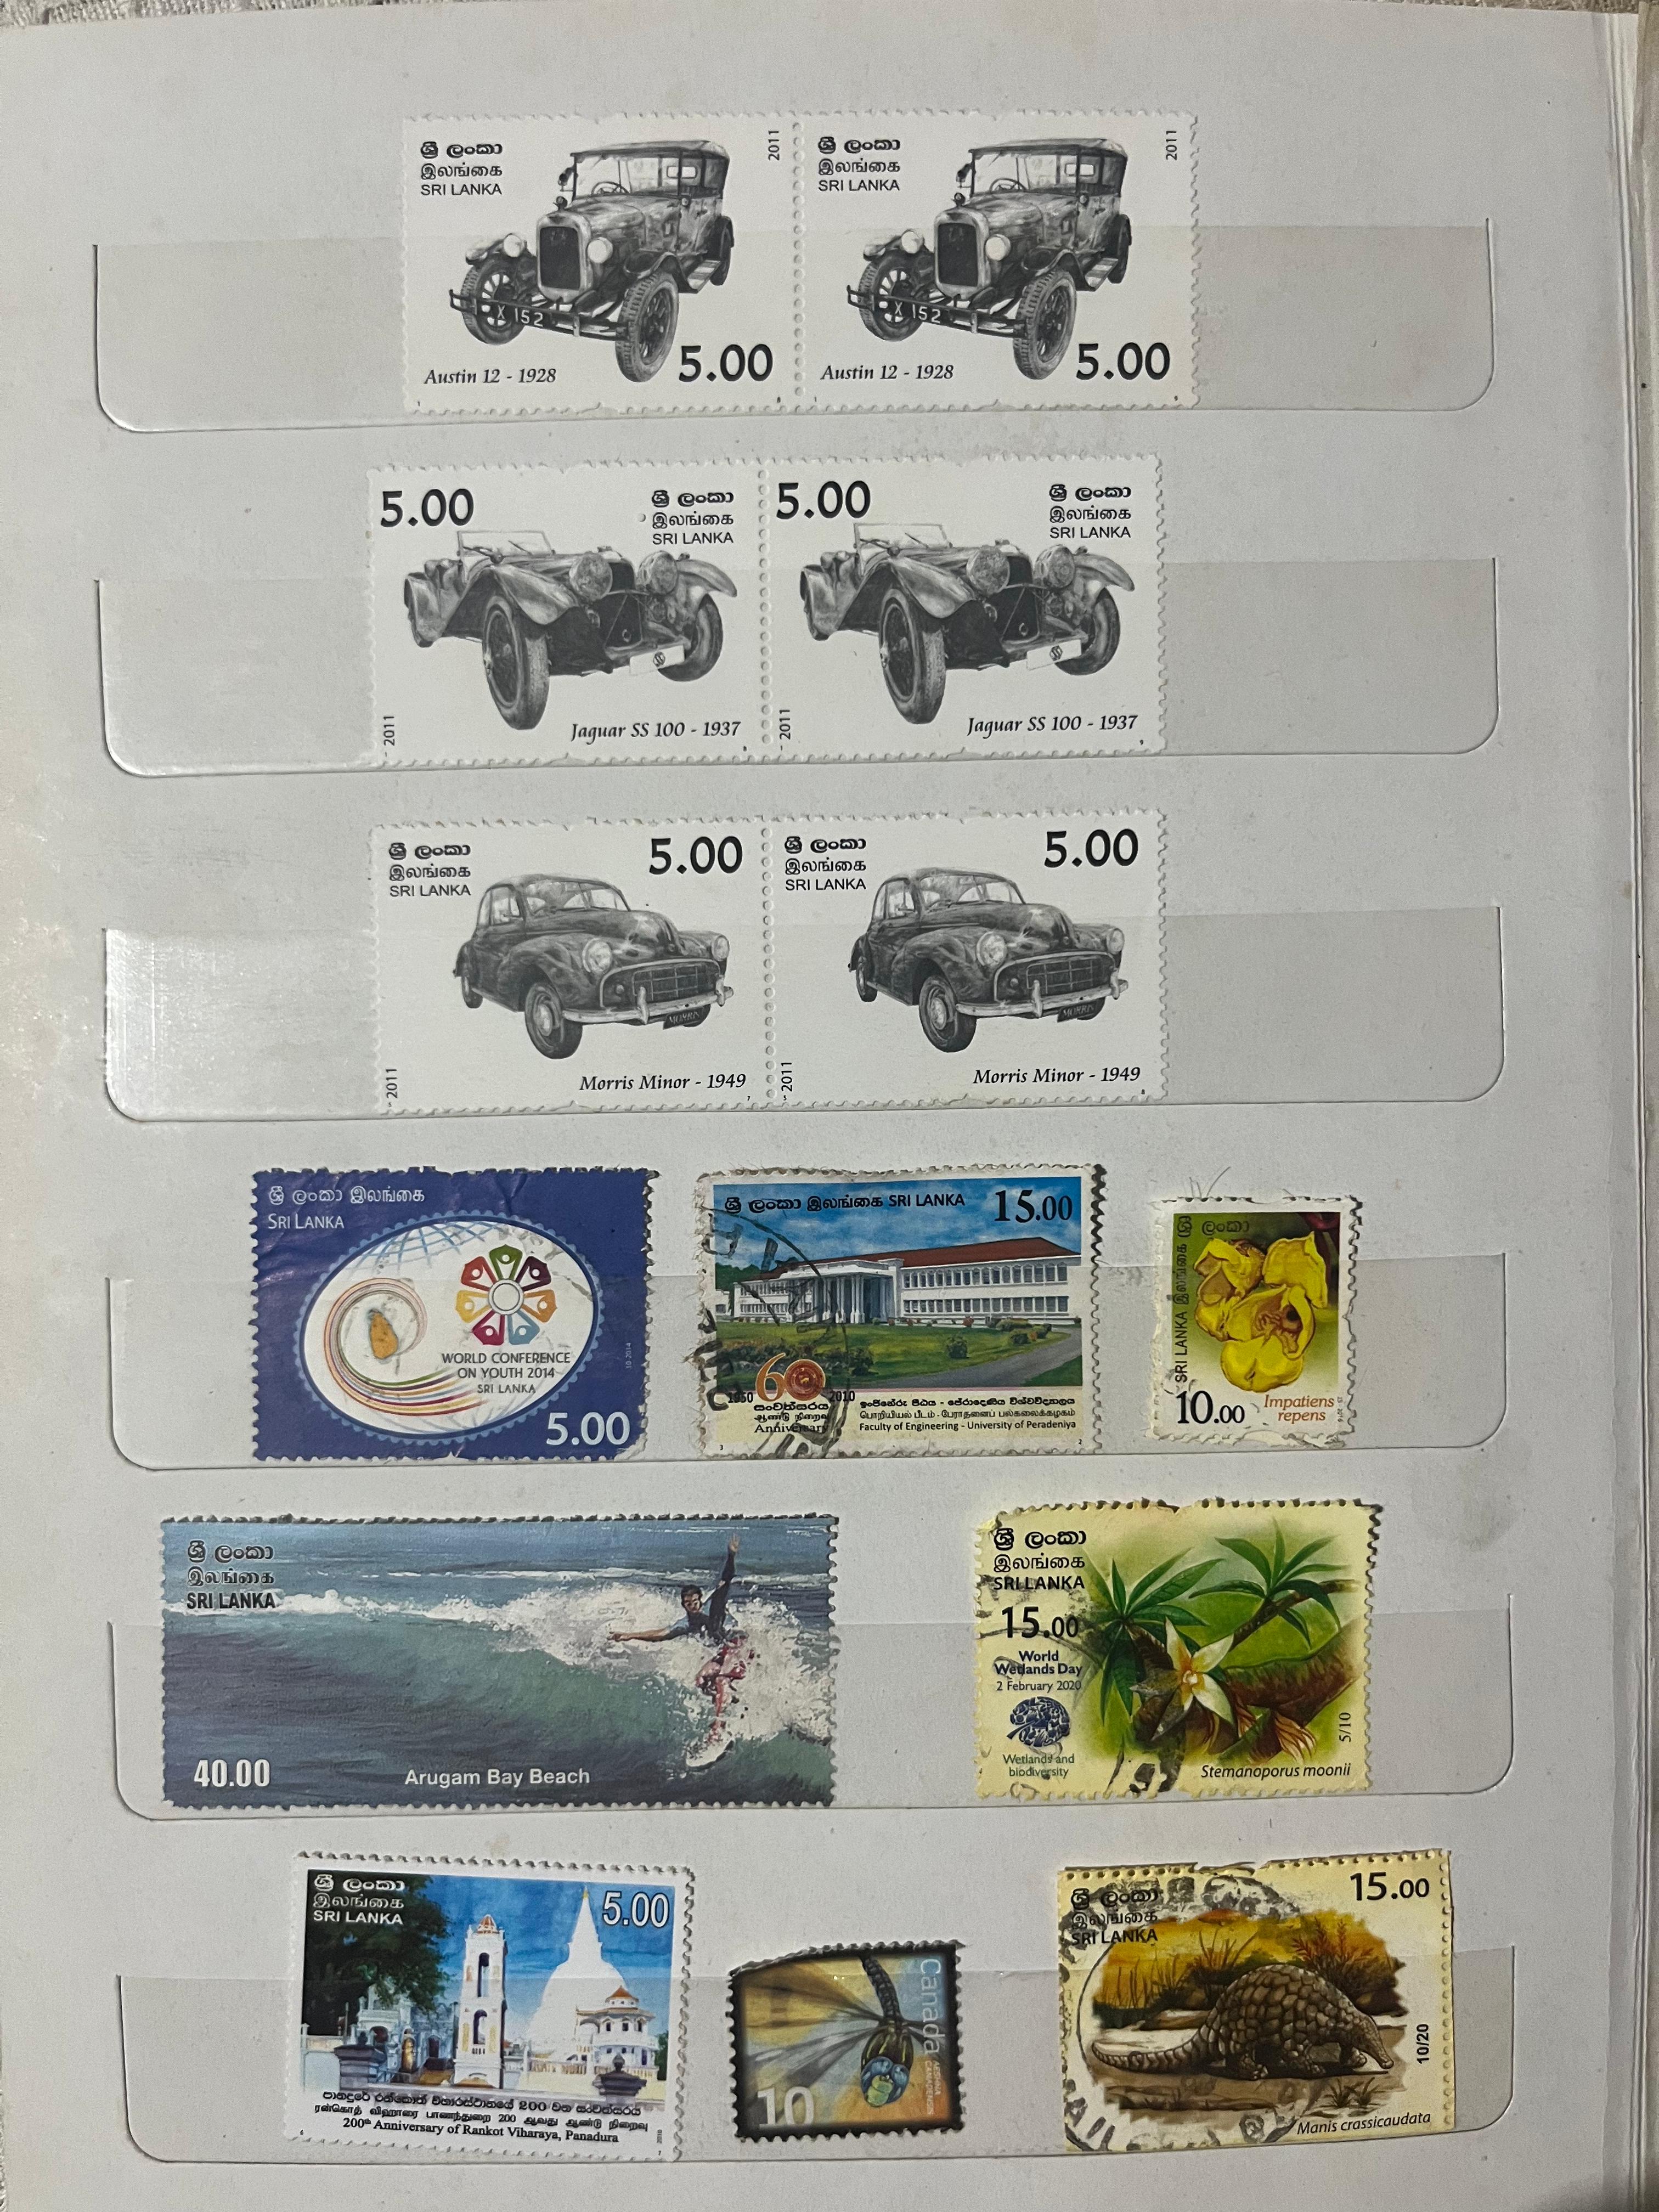 ශ්‍රී ලංකා
இலங்கை
SRI LANKA
2011
X 152
Austin 12 - 1928
5.00
ශ්‍රී ලංකා
இலங்கை
SRI LANKA
2011
X 152
Austin 12 - 1928
5.00
5.00
ශ්‍රී ලංකා
இலங்கை
SRI LANKA
SS
2011
Jaguar SS 100 - 1937
5.00
ශ්‍රී ලංකා
இலங்கை
SRI LANKA
SS
2011
Jaguar SS 100 - 1937
ශ්‍රී ලංකා
இலங்கை
SRI LANKA
5.00
MORRIS
2011
Morris Minor - 1949
ශ්‍රී ලංකා
இலங்கை
SRI LANKA
5.00
MORRIS
2011
Morris Minor - 1949
ශ්‍රී ලංකා இலங்கை
SRI LANKA
WORLD CONFERENCE
ON YOUTH 2014
SRI LANKA
5.00
ශ්‍රී ලංකා இலங்கை SRI LANKA
15.00
60
1950 2010
සංවත්සරය
ஆண்டு நிறைவு
Anniversary
ඉංජිනේරු පීඨය - පේරාදෙණිය විශ්වවිද්‍යාලය
பொறியியல் பீடம் - பேராதனைப் பல்கலைக்கழகம்
Faculty of Engineering - University of Peradeniya
SRI LANKA இலங்கை ශ්‍රී ලංකා
10.00
Impatiens
repens
ශ්‍රී ලංකා
இலங்கை
SRI LANKA
40.00
Arugam Bay Beach
ශ්‍රී ලංකා
இலங்கை
SRI LANKA
15.00
World
Wetlands Day
2 February 2020
Wetlands and
biodiversity
5/10
Stemanoporus moonii
ශ්‍රී ලංකා
இலங்கை
SRI LANKA
5.00
පානදුරේ රන්කොත් විහාරස්ථානයේ 200 වන සංවත්සරය
ரன்கொத் விஹாரை பாணந்துறை 200 ஆவது ஆண்டு நிறைவு
200th Anniversary of Rankot Viharaya, Panadura
Canada
10
ශ්‍රී ලංකා
இலங்கை
SRI LANKA
15.00
10/20
Manis crassicaudata